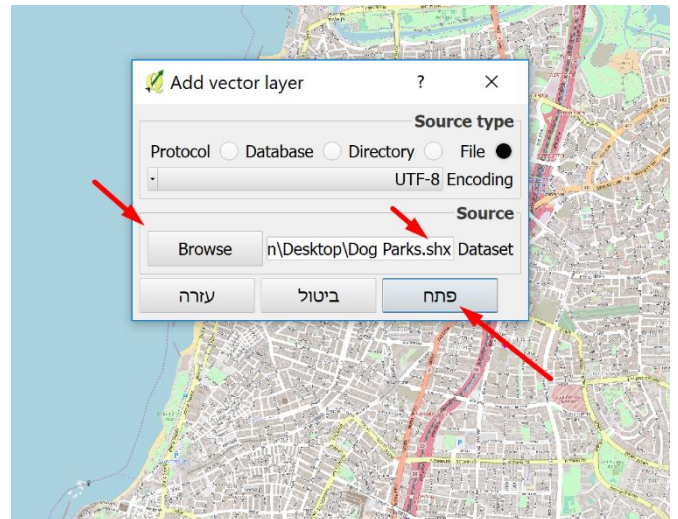 Add vector layer ? ×
Source type
Protocol Database Directory File
UTF-8 Encoding
Source
Browse n\Desktop\Dog Parks.shx Dataset
עזרה ביטול פתח